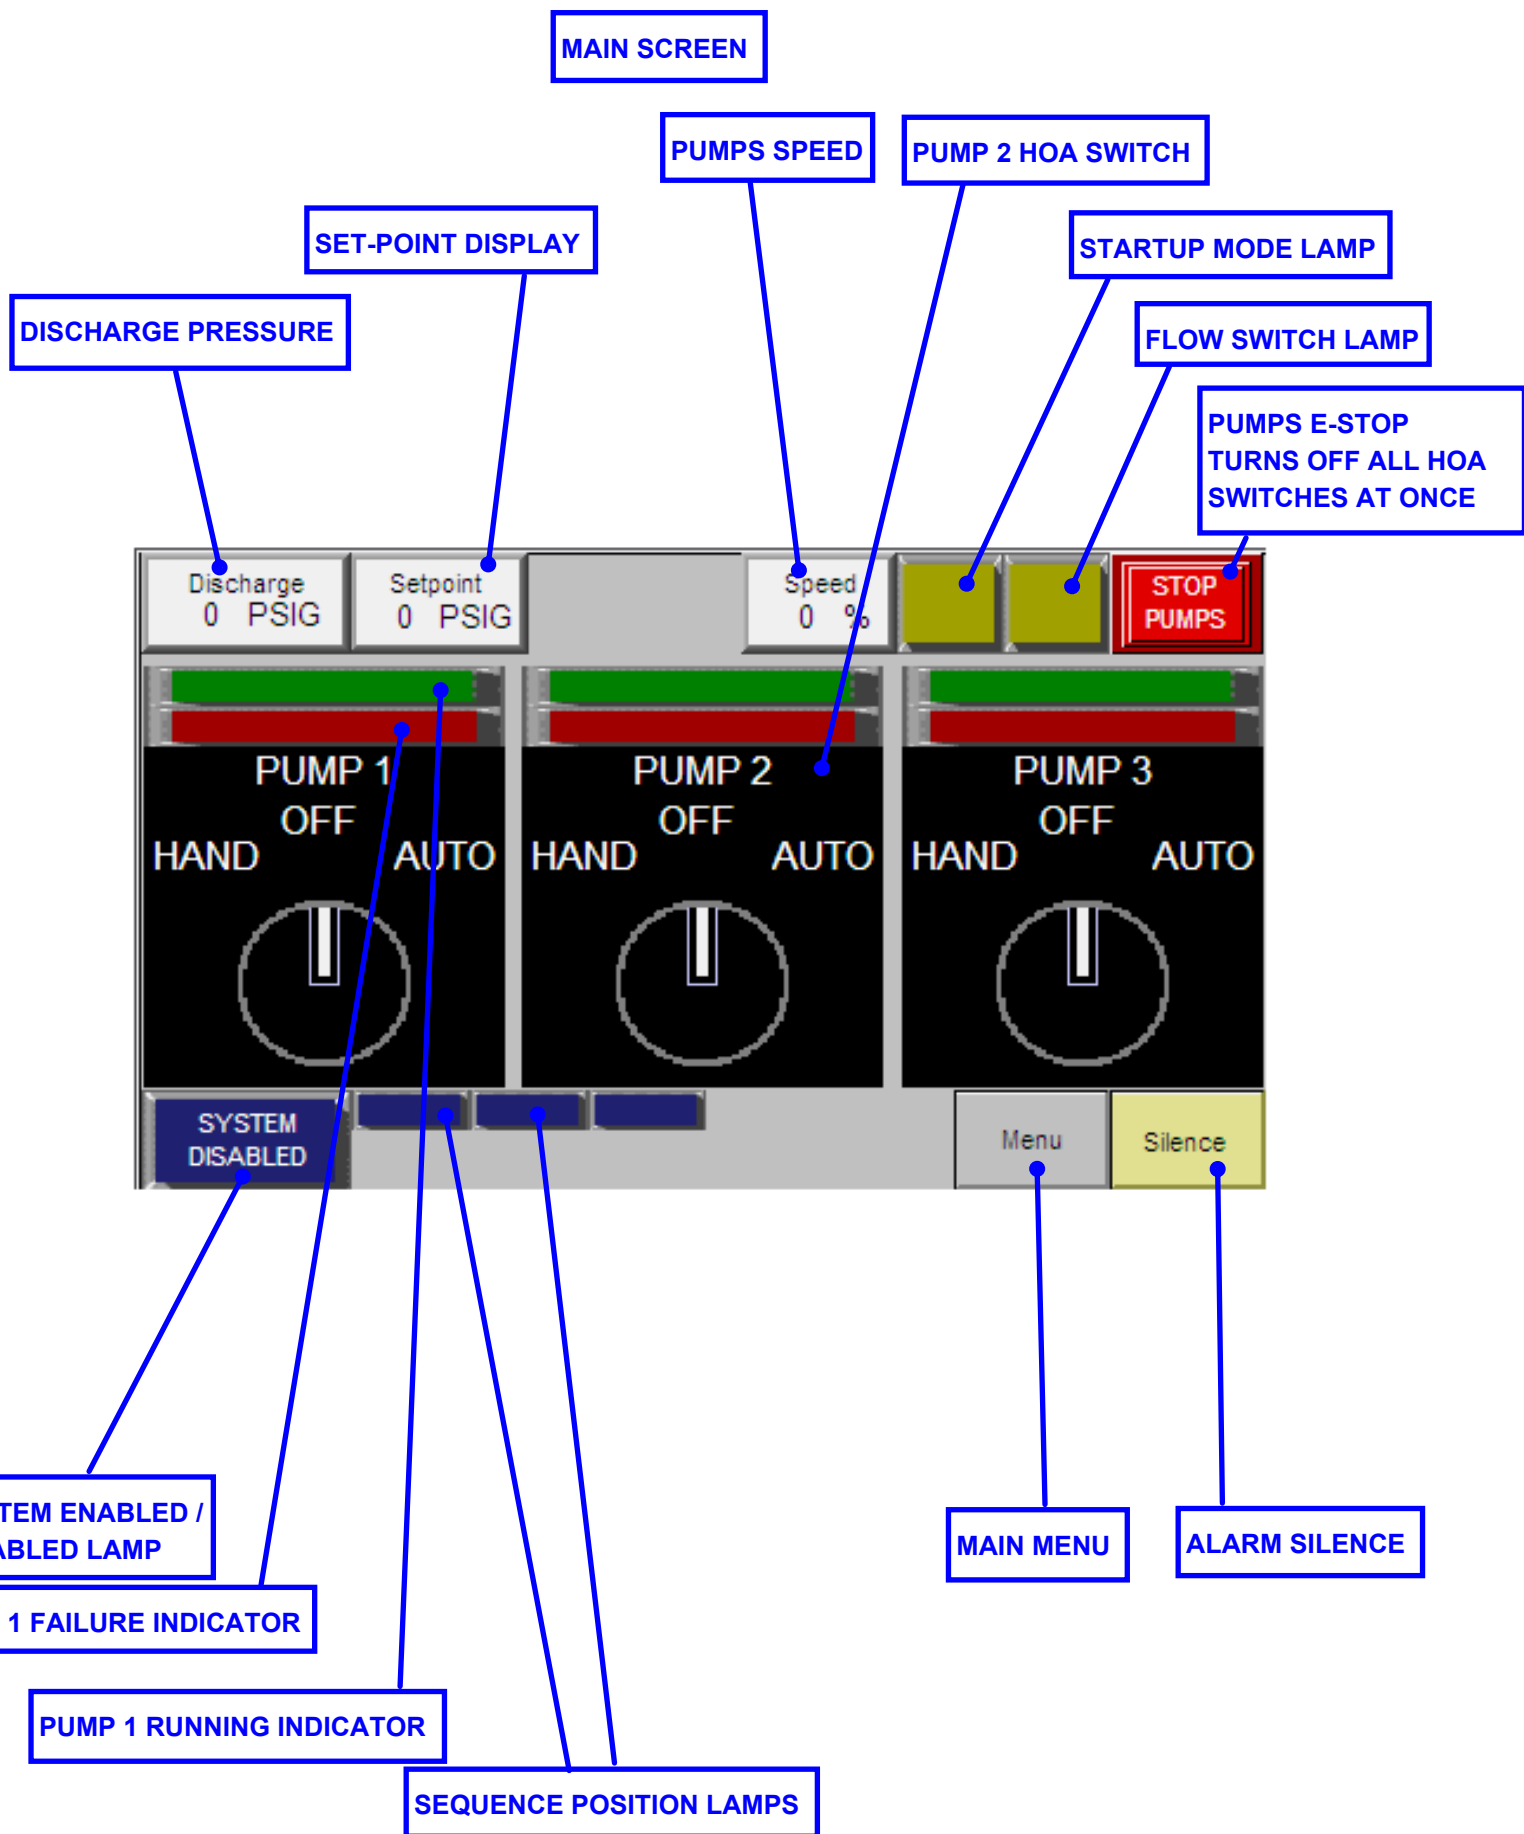 MAIN SCREEN
PUMPS SPEED
PUMP 2 HOA SWITCH
SET-POINT DISPLAY
STARTUP MODE LAMP
DISCHARGE PRESSURE
FLOW SWITCH LAMP
PUMPS E-STOP
TURNS OFF ALL HOA
SWITCHES AT ONCE
Discharge
0 PSIG
Setpoint
0 PSIG
Speed
0 %
STOP
PUMPS
PUMP 1
OFF
HAND AUTO
PUMP 2
OFF
HAND AUTO
PUMP 3
OFF
HAND AUTO
SYSTEM
DISABLED
Menu
Silence
TEM ENABLED /
ABLED LAMP
MAIN MENU
ALARM SILENCE
1 FAILURE INDICATOR
PUMP 1 RUNNING INDICATOR
SEQUENCE POSITION LAMPS